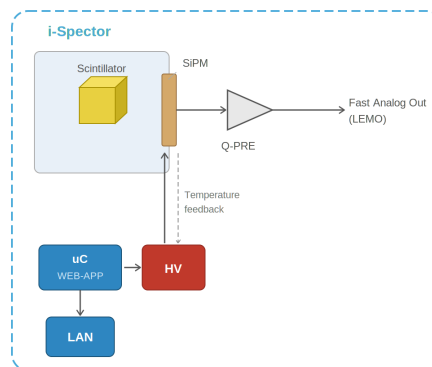 i-Spector
SiPM
Scintillator
Fast Analog Out
(LEMO)
Q-PRE
Temperature
feedback
uC
WEB-APP
HV
LAN